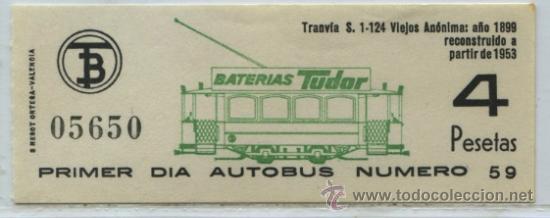 Tranvía S. 1-124 Viejos Anónima: año 1899
reconstruido a
partir de 1953
TB
BATERIAS Tudor
4
Pesetas
05650
PRIMER DIA AUTOBUS NUMERO 59
todocoleccion
www.todocoleccion.net